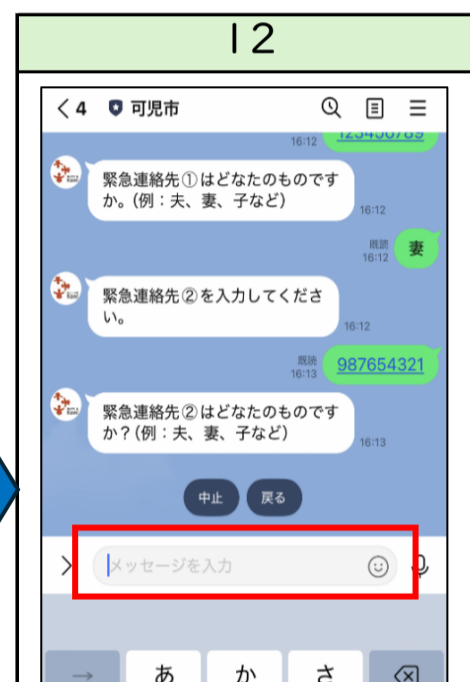 12
4 可児市
123456789
16:12
緊急連絡先①はどなたのものです
か。(例：夫、妻、子など)
16:12
既読
16:12
妻
緊急連絡先②を入力してくださ
い。
16:12
既読
16:13
987654321
緊急連絡先②はどなたのものです
か？(例：夫、妻、子など)
16:13
中止 戻る
メッセージを入力
あ か さ